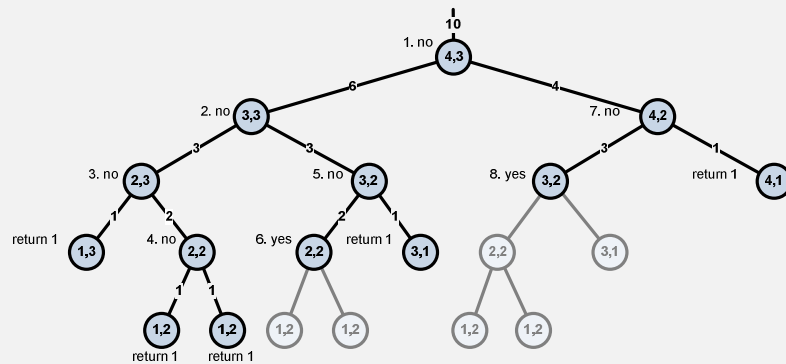 10
1. no
4,3
6
4
2. no
3,3
7. no
4,2
3
3
3
1
3. no
2,3
5. no
3,2
8. yes
3,2
return 1
4,1
1
2
2
1
return 1
1,3
4. no
2,2
6. yes
2,2
return 1
3,1
2,2
3,1
1
1
1,2
1,2
1,2
1,2
1,2
1,2
return 1
return 1